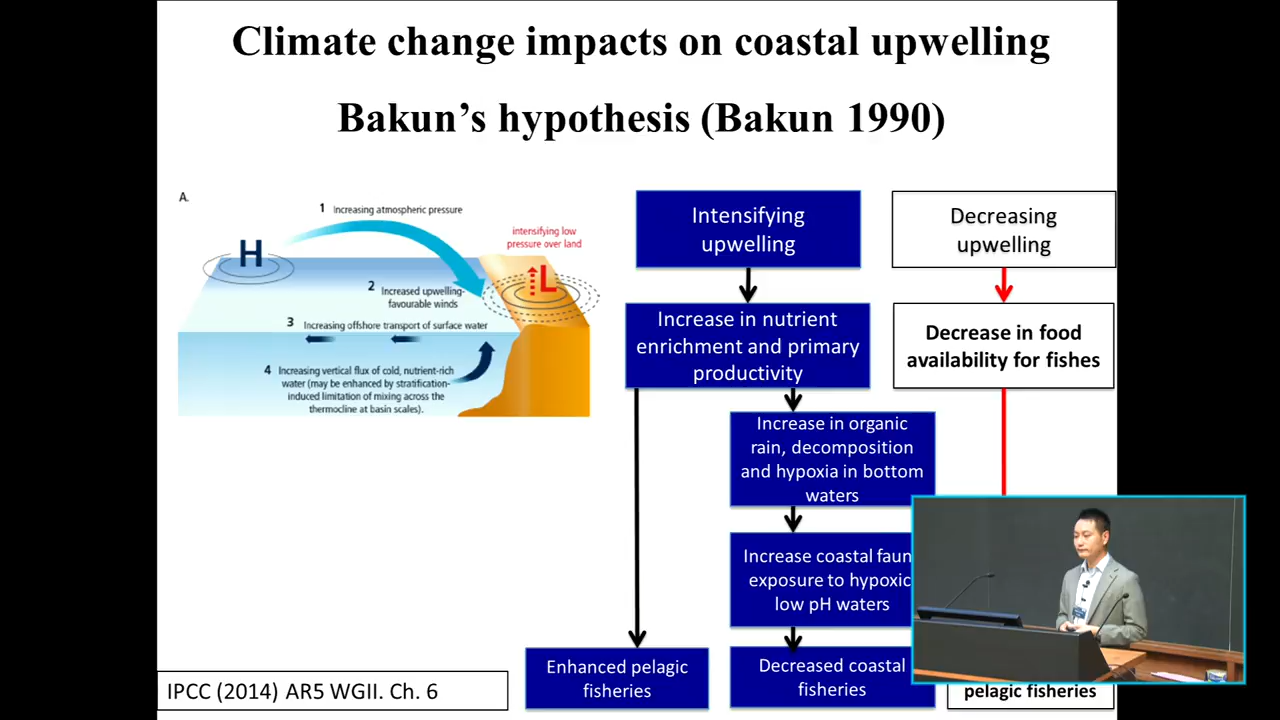 Climate change impacts on coastal upwelling
Bakun’s hypothesis (Bakun 1990)
A.
1 Increasing atmospheric pressure
intensifying low
pressure over land
H
L
2 Increased upwelling-
favourable winds
3 Increasing offshore transport of surface water
4 Increasing vertical flux of cold, nutrient-rich
water (may be enhanced by stratification-
induced limitation of mixing across the
thermocline at basin scales).
IPCC (2014) AR5 WGII. Ch. 6
Intensifying
upwelling
Increase in nutrient
enrichment and primary
productivity
Increase in organic
rain, decomposition
and hypoxia in bottom
waters
Increase coastal
exposure to hypoxic
low pH waters
Enhanced pelagic
fisheries
Decreased coastal
fisheries
Decreasing
upwelling
Decrease in food
availability for fishes
pelagic fisheries